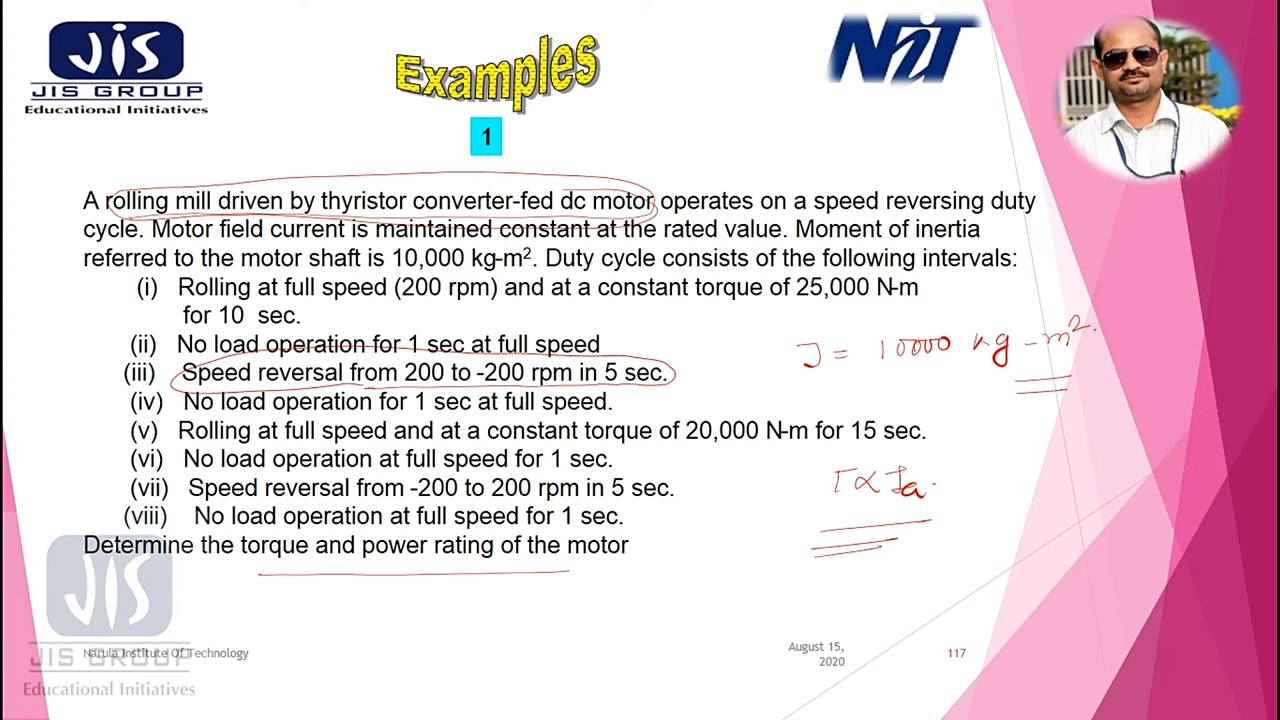 JIS
JIS GROUP
Educational Initiatives
Examples
NiT
1
A rolling mill driven by thyristor converter-fed dc motor operates on a speed reversing duty
cycle. Motor field current is maintained constant at the rated value. Moment of inertia
referred to the motor shaft is 10,000 kg-m². Duty cycle consists of the following intervals:
(i) Rolling at full speed (200 rpm) and at a constant torque of 25,000 N-m
for 10 sec.
(ii) No load operation for 1 sec at full speed
(iii) Speed reversal from 200 to -200 rpm in 5 sec.
(iv) No load operation for 1 sec at full speed.
(v) Rolling at full speed and at a constant torque of 20,000 N-m for 15 sec.
(vi) No load operation at full speed for 1 sec.
(vii) Speed reversal from -200 to 200 rpm in 5 sec.
(viii) No load operation at full speed for 1 sec.
Determine the torque and power rating of the motor
J = 10000 kg-m².
T ∝ Ia.
JIS
JIS GROUP
Educational Initiatives
Narula Institute Of Technology
August 15,
2020
117